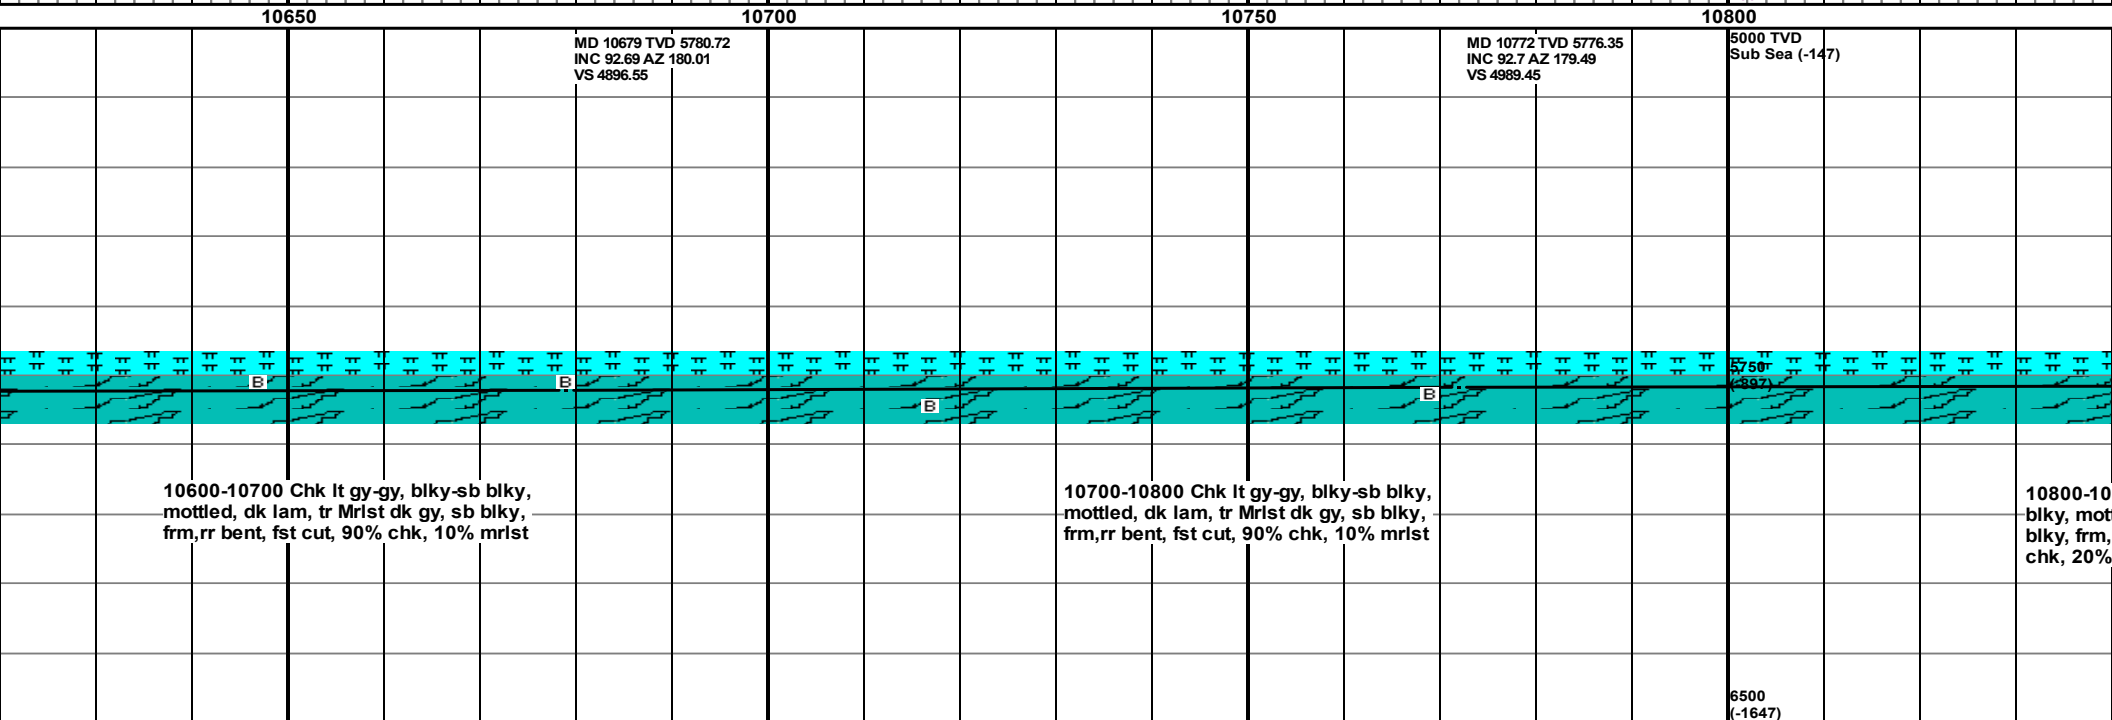 10650 10700 10750 10800
MD 10679 TVD 5780.72
INC 92.69 AZ 180.01
VS 4896.55
MD 10772 TVD 5776.35
INC 92.7 AZ 179.49
VS 4989.45
5000 TVD
Sub Sea (-147)
B
B
B
B
5750
(-897)
10600-10700 Chk lt gy-gy, blky-sb blky,
mottled, dk lam, tr Mrlst dk gy, sb blky,
frm,rr bent, fst cut, 90% chk, 10% mrlst
10700-10800 Chk lt gy-gy, blky-sb blky,
mottled, dk lam, tr Mrlst dk gy, sb blky,
frm,rr bent, fst cut, 90% chk, 10% mrlst
10800-10
blky, mot
blky, frm,
chk, 20%
6500
(-1647)